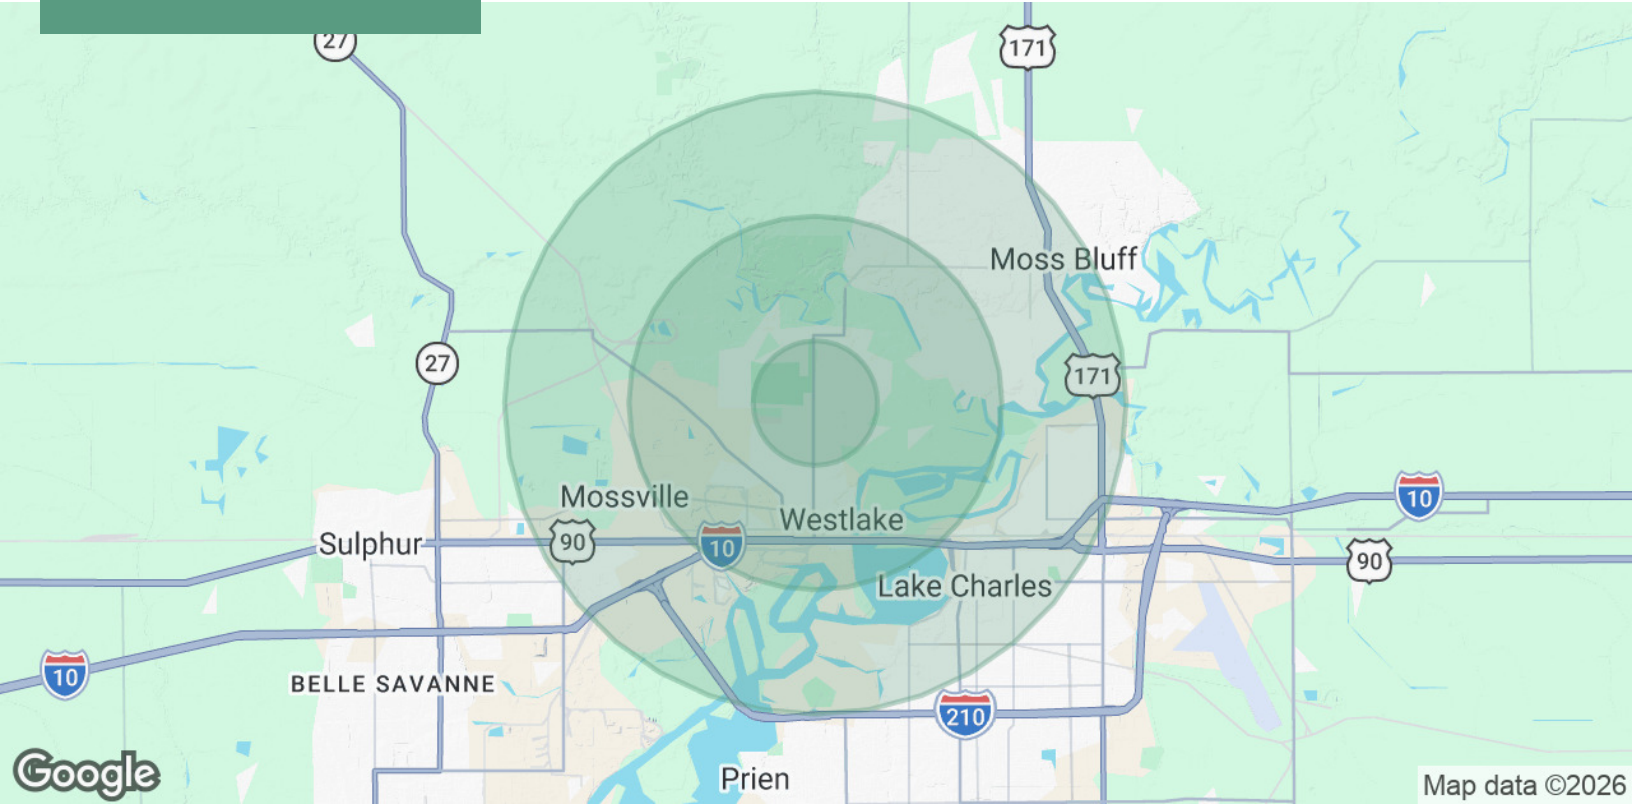 27
171
Moss Bluff
27
171
Mossville
10
Westlake
90
10
Sulphur
90
Lake Charles
10
BELLE SAVANNE
210
Google
Prien
Map data ©2026